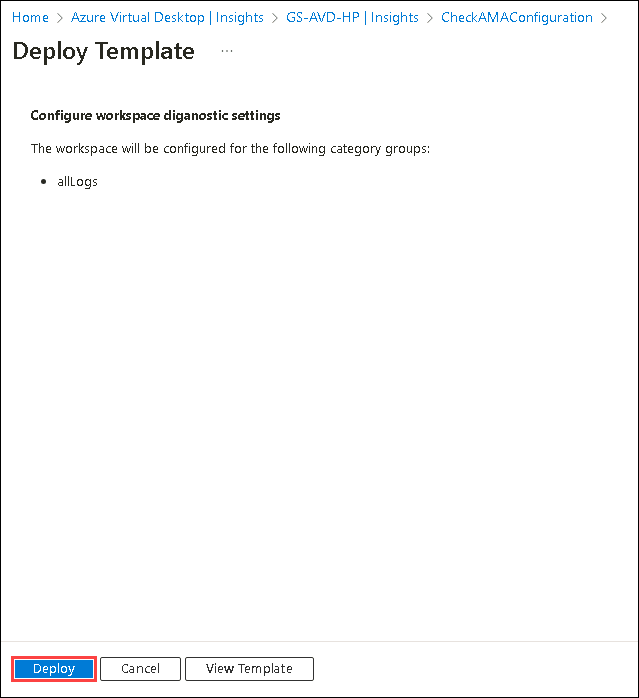 Home > Azure Virtual Desktop | Insights > GS-AVD-HP | Insights > CheckAMAConfiguration >
Deploy Template ...
Configure workspace diganostic settings
The workspace will be configured for the following category groups:
• allLogs
Deploy Cancel View Template